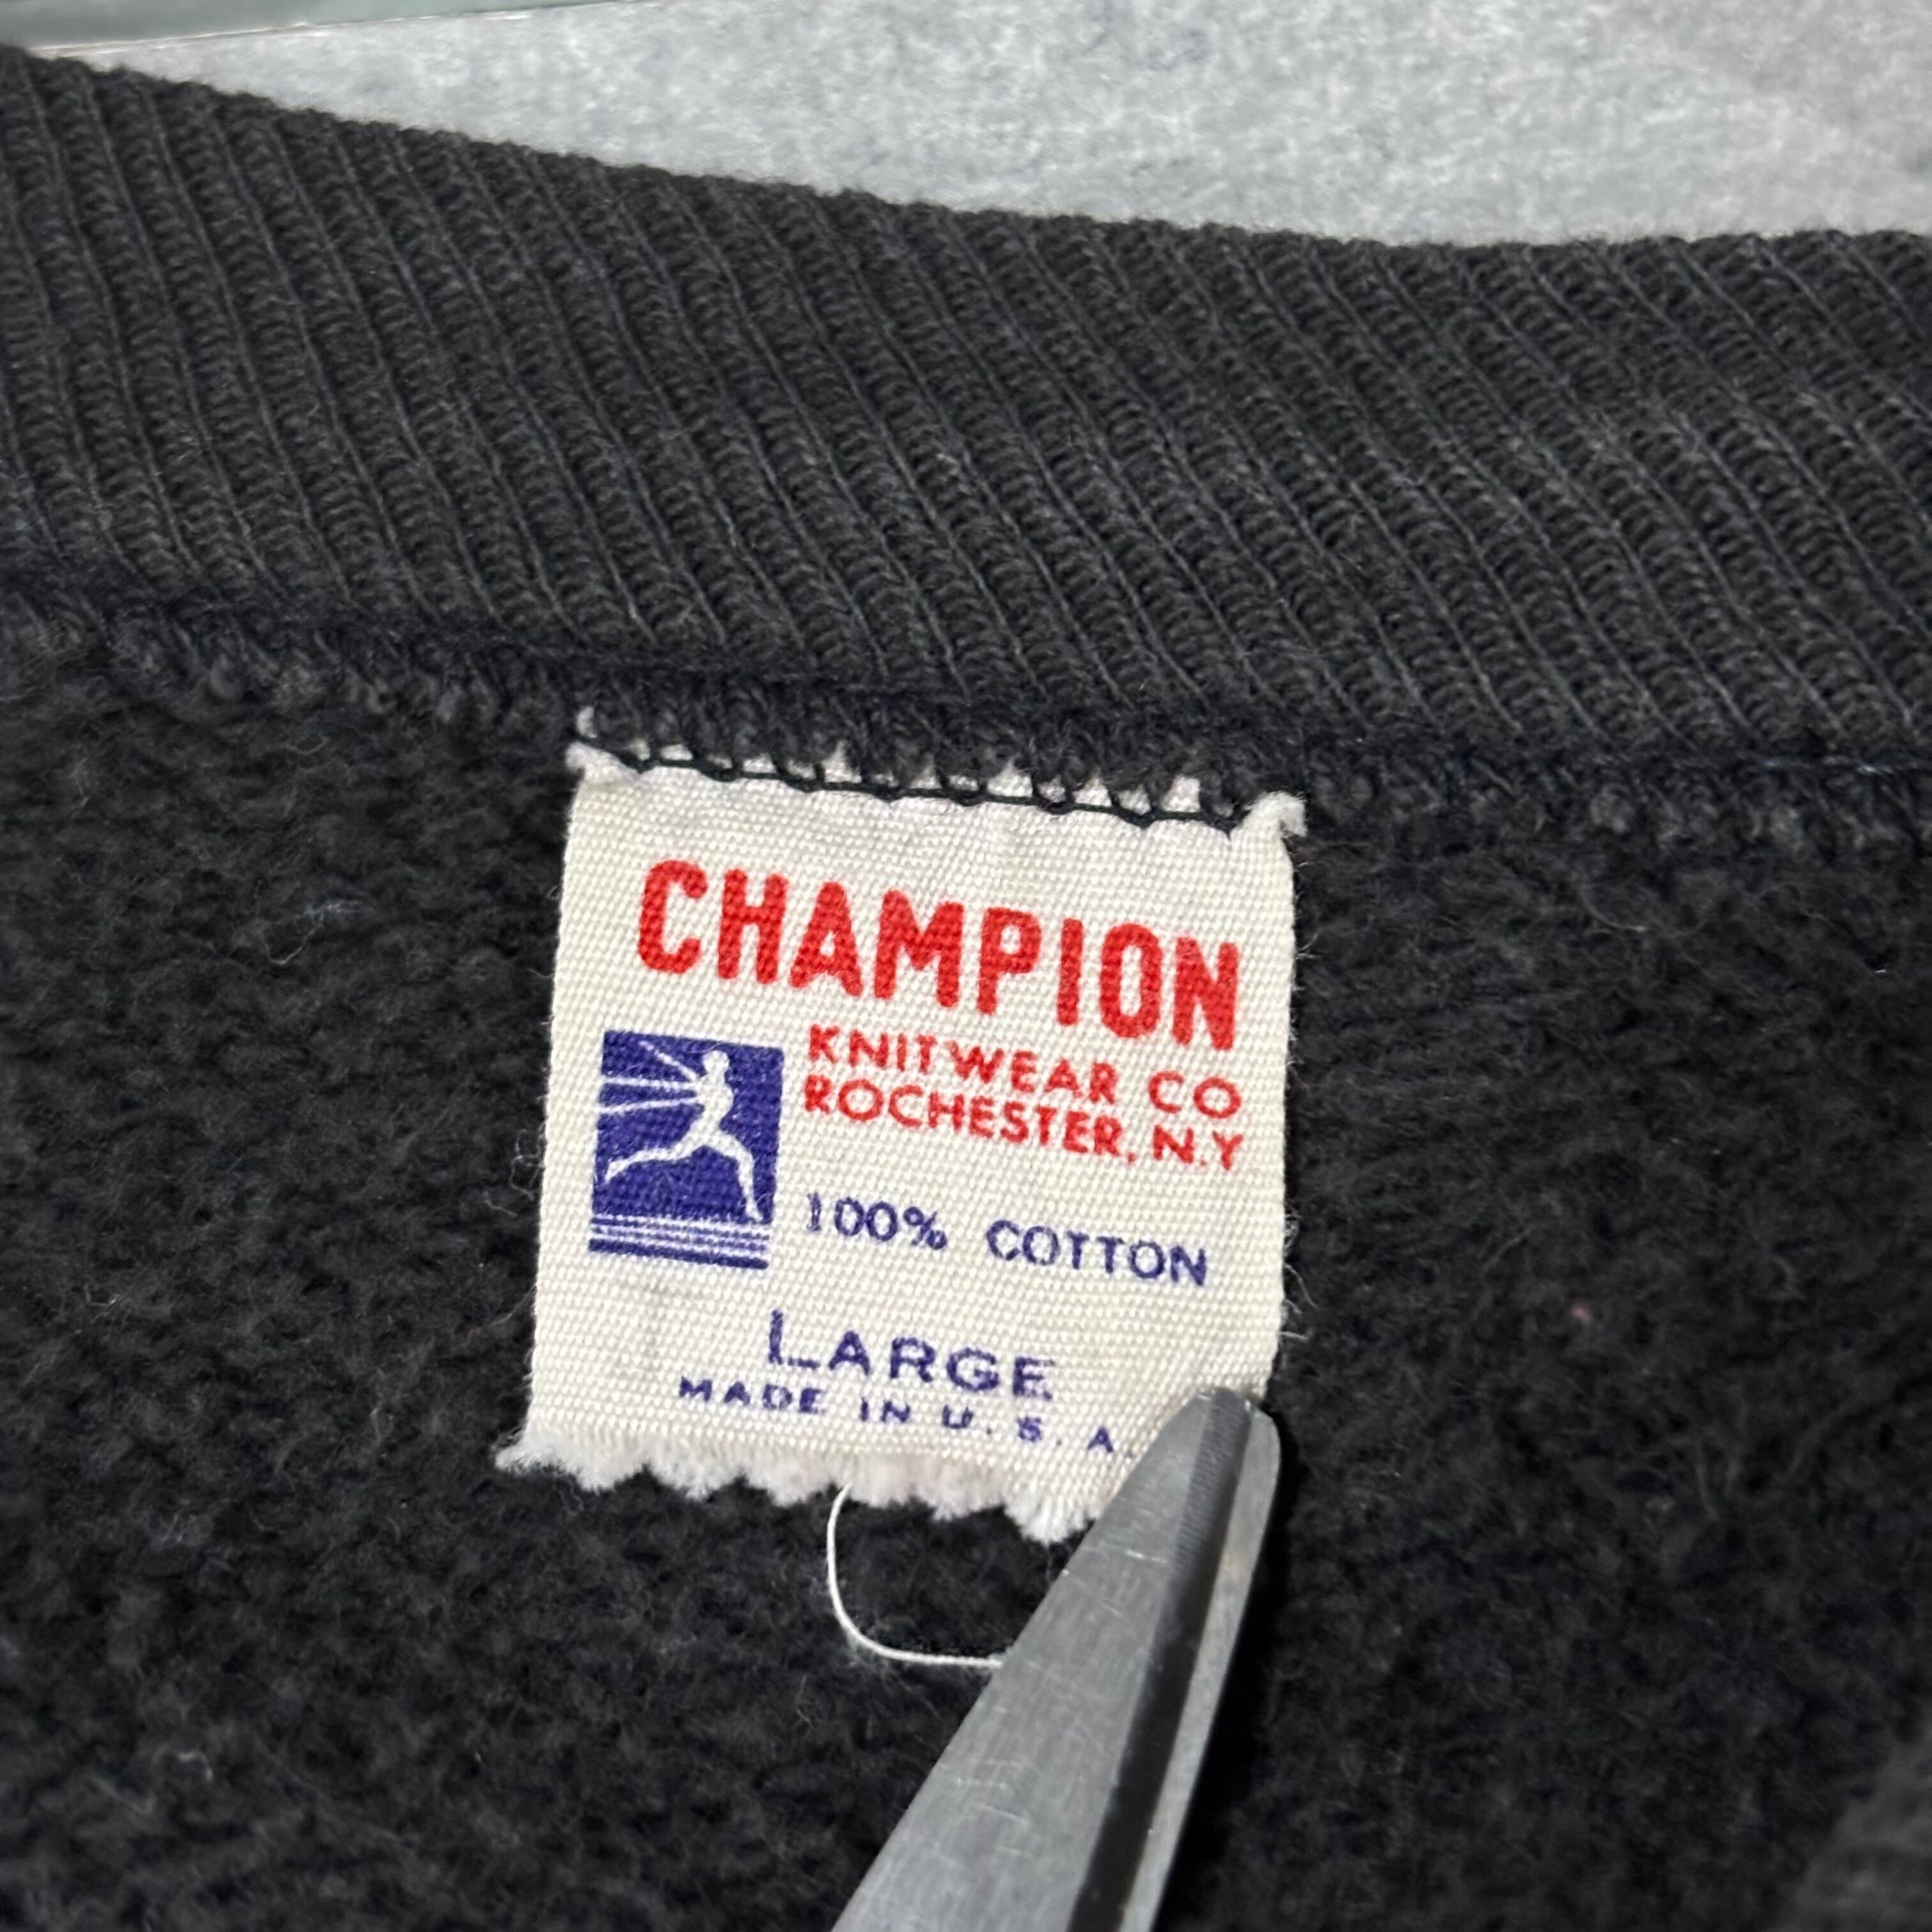 CHAMPION
KNITWEAR CO
ROCHESTER, N.Y
100% COTTON
LARGE
MADE IN U.S.A.